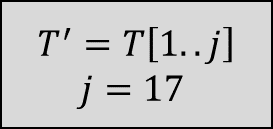 T′ = T[1..j]
j = 17